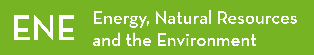 ENE
Energy, Natural Resources
and the Environment